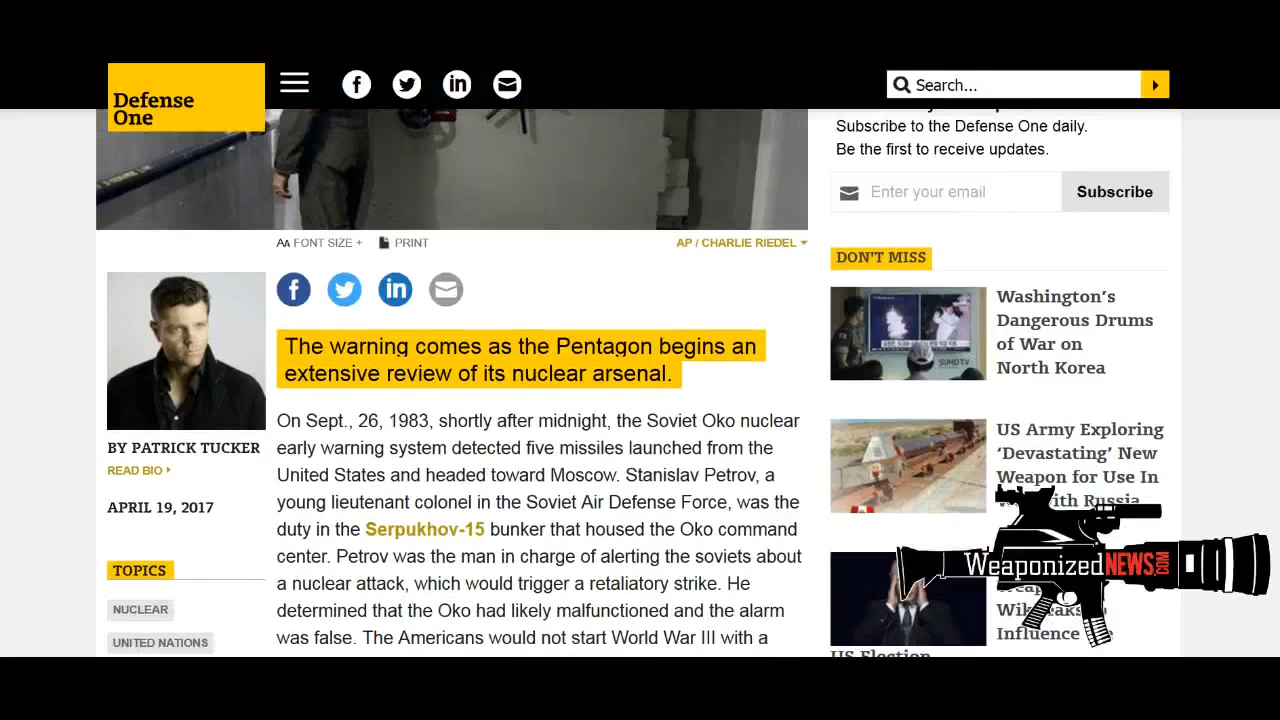 Defense
One
Search...
Subscribe to the Defense One daily.
Be the first to receive updates.
Enter your email
Subscribe
AA FONT SIZE +
PRINT
AP / CHARLIE RIEDEL
The warning comes as the Pentagon begins an
extensive review of its nuclear arsenal.
BY PATRICK TUCKER
READ BIO
APRIL 19, 2017
TOPICS
NUCLEAR
UNITED NATIONS
On Sept., 26, 1983, shortly after midnight, the Soviet Oko nuclear
early warning system detected five missiles launched from the
United States and headed toward Moscow. Stanislav Petrov, a
young lieutenant colonel in the Soviet Air Defense Force, was the
duty in the Serpukhov-15 bunker that housed the Oko command
center. Petrov was the man in charge of alerting the soviets about
a nuclear attack, which would trigger a retaliatory strike. He
determined that the Oko had likely malfunctioned and the alarm
was false. The Americans would not start World War III with a
DON'T MISS
Washington's
Dangerous Drums
of War on
North Korea
SUMDTV
US Army Exploring
'Devastating' New
Weapon for Use In
Russia
Influence
US Election
WEAPONIZEDNEWS.COM